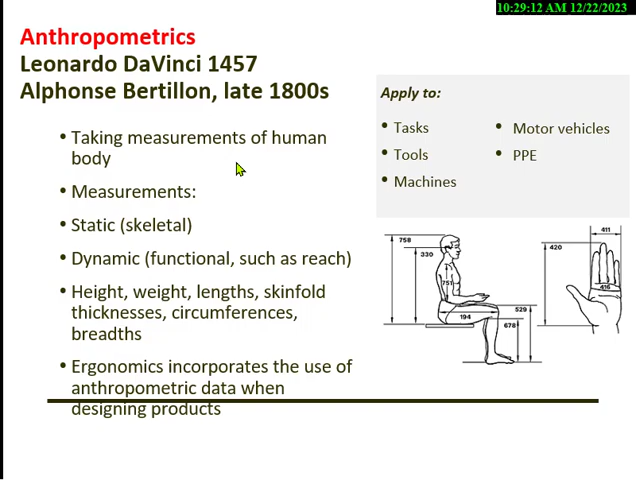 10:29:12 AM 12/22/2023
Anthropometrics
Leonardo DaVinci 1457
Alphonse Bertillon, late 1800s
• Taking measurements of human
body
• Measurements:
• Static (skeletal)
• Dynamic (functional, such as reach)
• Height, weight, lengths, skinfold
thicknesses, circumferences,
breadths
• Ergonomics incorporates the use of
anthropometric data when
designing products
Apply to:
• Tasks
• Tools
• Machines
• Motor vehicles
• PPE
758
330
751
194
529
678
411
420
416